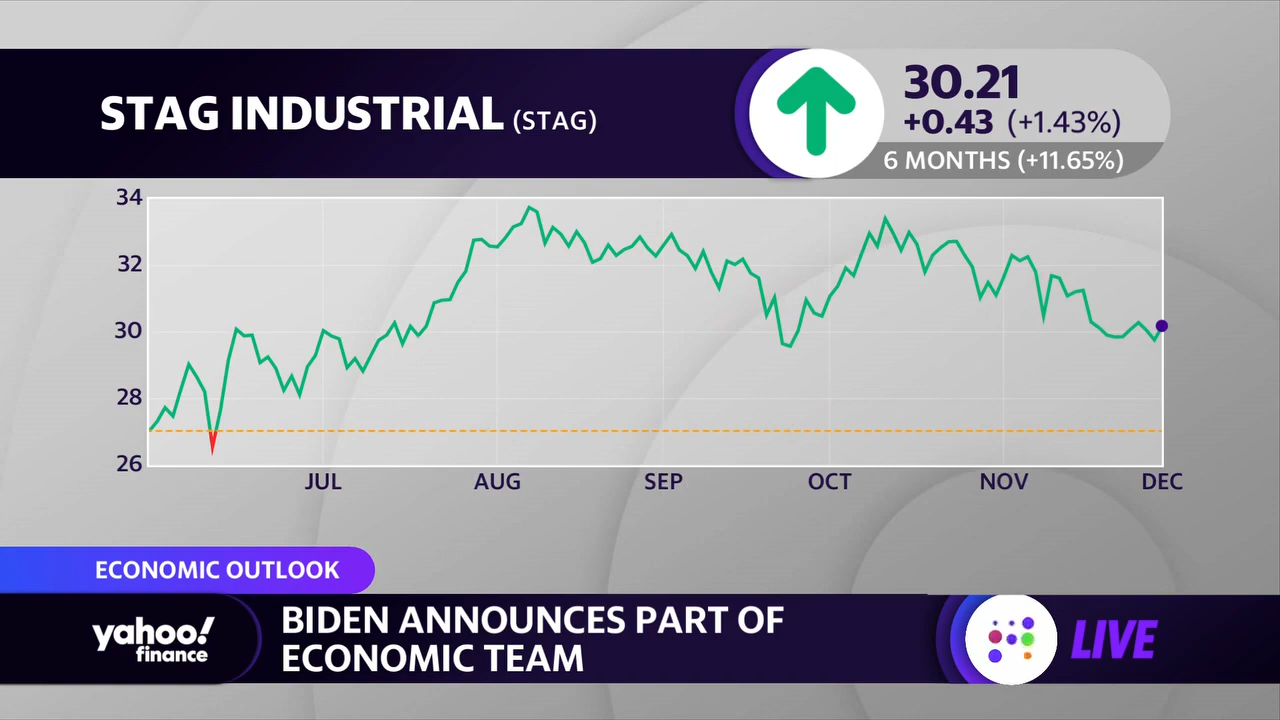 STAG INDUSTRIAL (STAG)
30.21
+0.43 (+1.43%)
6 MONTHS (+11.65%)
34
32
30
28
26
JUL AUG SEP OCT NOV DEC
ECONOMIC OUTLOOK
yahoo!
finance
BIDEN ANNOUNCES PART OF
ECONOMIC TEAM
LIVE